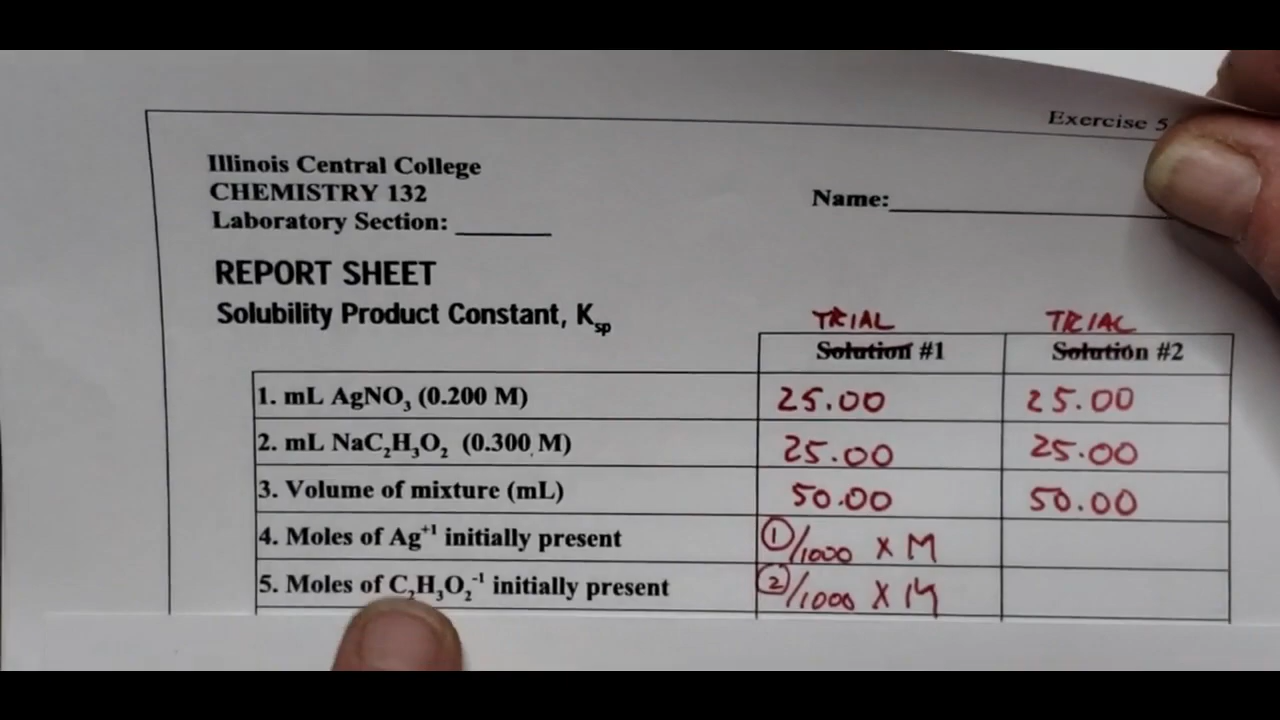 Exercise 5
Illinois Central College
CHEMISTRY 132
Name:
Laboratory Section:
REPORT SHEET
Solubility Product Constant, Ksp
TRIAL TRIAL
Solution #1 Solution #2
1. mL AgNO₃ (0.200 M) 25.00 25.00
2. mL NaC₂H₃O₂ (0.300 M) 25.00 25.00
3. Volume of mixture (mL) 50.00 50.00
4. Moles of Ag⁺¹ initially present ①/1000 X M
5. Moles of C₂H₃O₂⁻¹ initially present ②/1000 X M